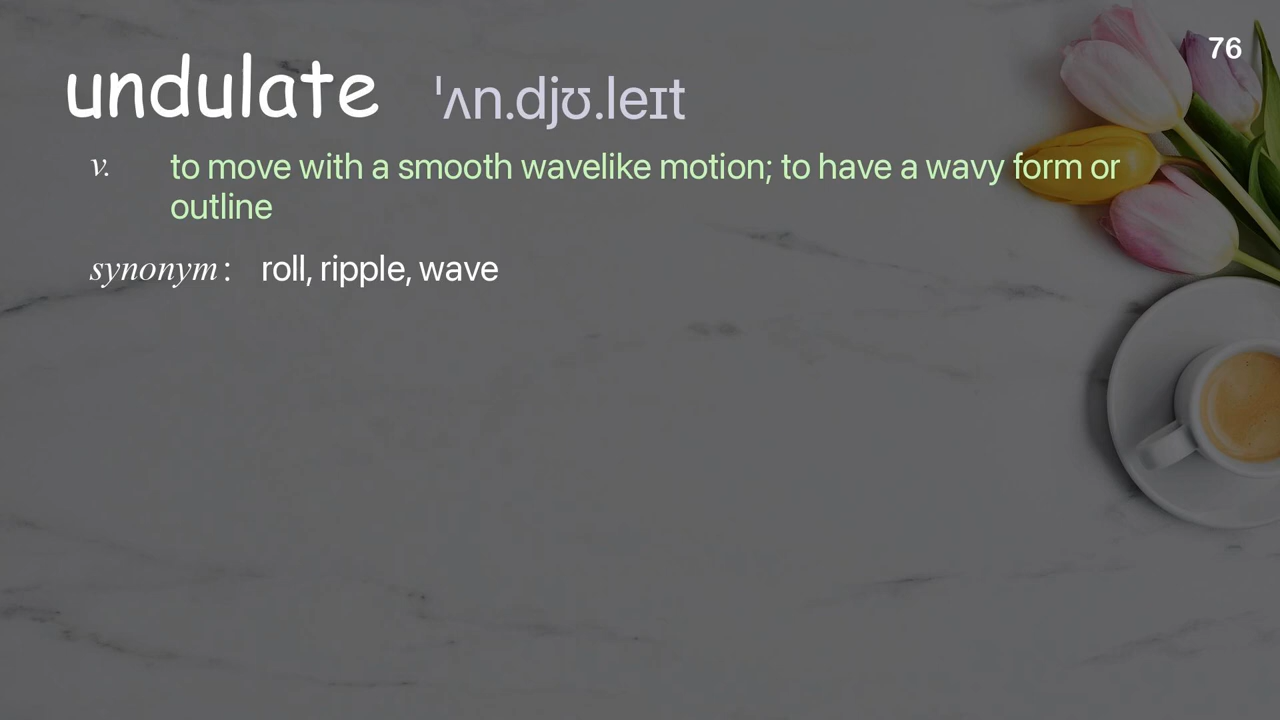 76
undulate ˈʌn.djʊ.leɪt
v. to move with a smooth wavelike motion; to have a wavy form or
outline
synonym: roll, ripple, wave